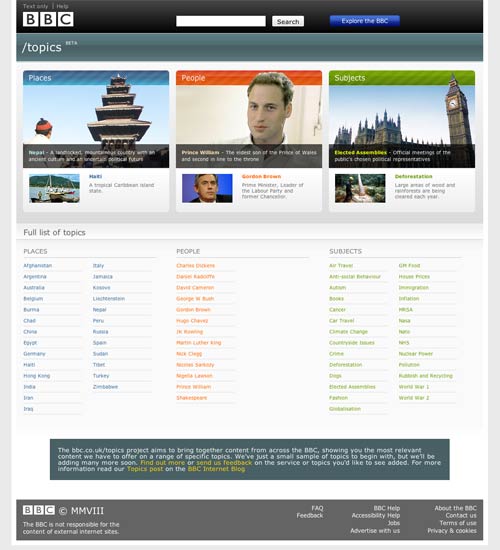 Text only | Help
BBC
Search
Explore the BBC
/topics BETA
Places
Nepal - A landlocked, mountainous country with an
ancient culture and an undertain political future
Haiti
A tropical Caribbean island
state.
People
Prince William - The eldest son of the Prince of Wales
and second in line to the throne
Gordon Brown
Prime Minister, Leader of
the Labour Party and
former Chancellor.
Subjects
Elected Assemblies - Official meetings of the
public's chosen political representatives
Deforestation
Large areas of wood and
rainforests are being
cleared each year.
Full list of topics
PLACES
Afghanistan
Argentina
Australia
Belgium
Burma
Chad
China
Egypt
Germany
Haiti
Hong Kong
India
Iran
Iraq
Italy
Jamaica
Kosovo
Liechtenstein
Nepal
Peru
Russia
Spain
Sudan
Tibet
Turkey
Zimbabwe
PEOPLE
Charles Dickens
Daniel Radcliffe
David Cameron
George W Bush
Gordon Brown
Hugo Chavez
JK Rowling
Martin Luther King
Nick Clegg
Nicolas Sarkozy
Nigella Lawson
Prince William
Shakespeare
SUBJECTS
Air Travel
Anti-social Behaviour
Autism
Books
Cancer
Car Travel
Climate Change
Countryside Issues
Crime
Deforestation
Dogs
Elected Assemblies
Fashion
Globalisation
GM Food
House Prices
Immigration
Inflation
MRSA
Nasa
Nato
NHS
Nuclear Power
Pollution
Rubbish and Recycling
World War 1
World War 2
The bbc.co.uk/topics project aims to bring together content from across the BBC, showing you the most relevant
content we have to offer on a range of specific topics. We've just a small sample of topics to begin with, but we'll be
adding many more soon. Find out more or send us feedback on the service or topics you'd like to see added. For more
information read our Topics post on the BBC Internet Blog
BBC © MMVIII
The BBC is not responsible for the
content of external internet sites.
FAQ
Feedback
BBC Help
Accessibility Help
Jobs
Advertise with us
About the BBC
Contact us
Terms of use
Privacy & cookies